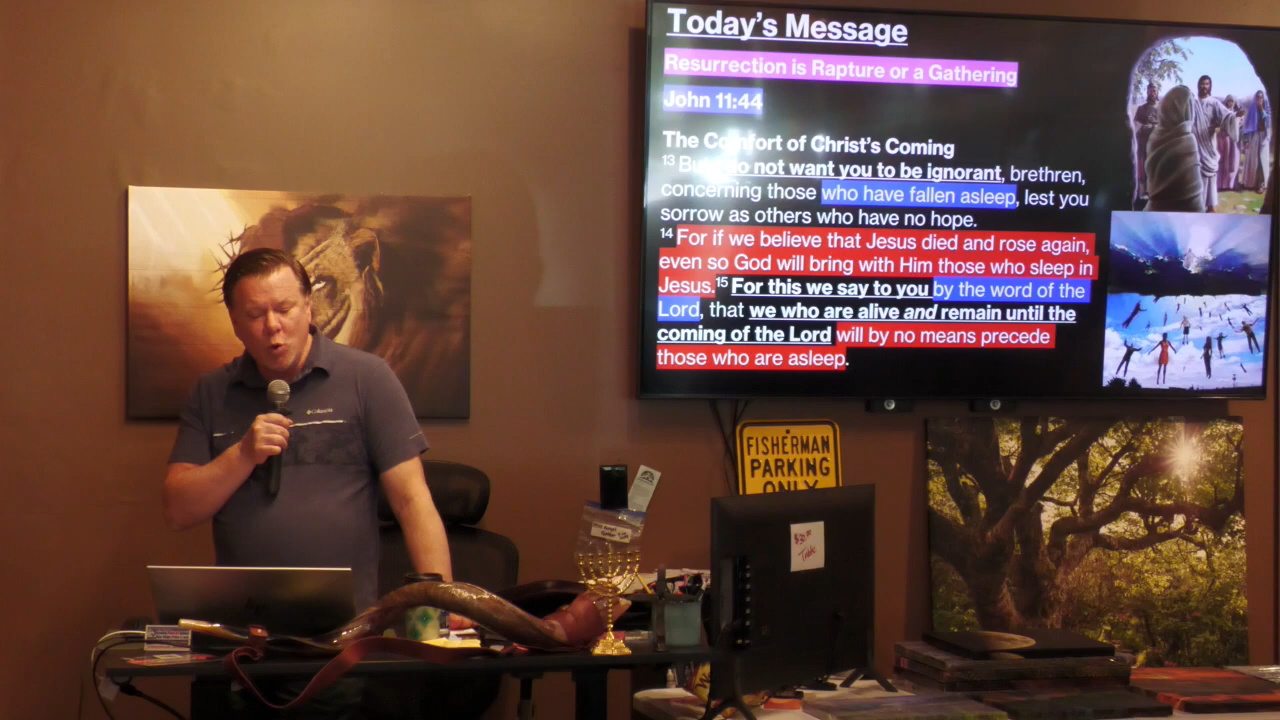 Today's Message
Resurrection is Rapture or a Gathering
John 11:44
The Comfort of Christ's Coming
13 But I do not want you to be ignorant, brethren,
concerning those who have fallen asleep, lest you
sorrow as others who have no hope.
14 For if we believe that Jesus died and rose again,
even so God will bring with Him those who sleep in
Jesus.15 For this we say to you by the word of the
Lord, that we who are alive and remain until the
coming of the Lord will by no means precede
those who are asleep.
Columbia
FISHERMAN
PARKING
ONLY
Table